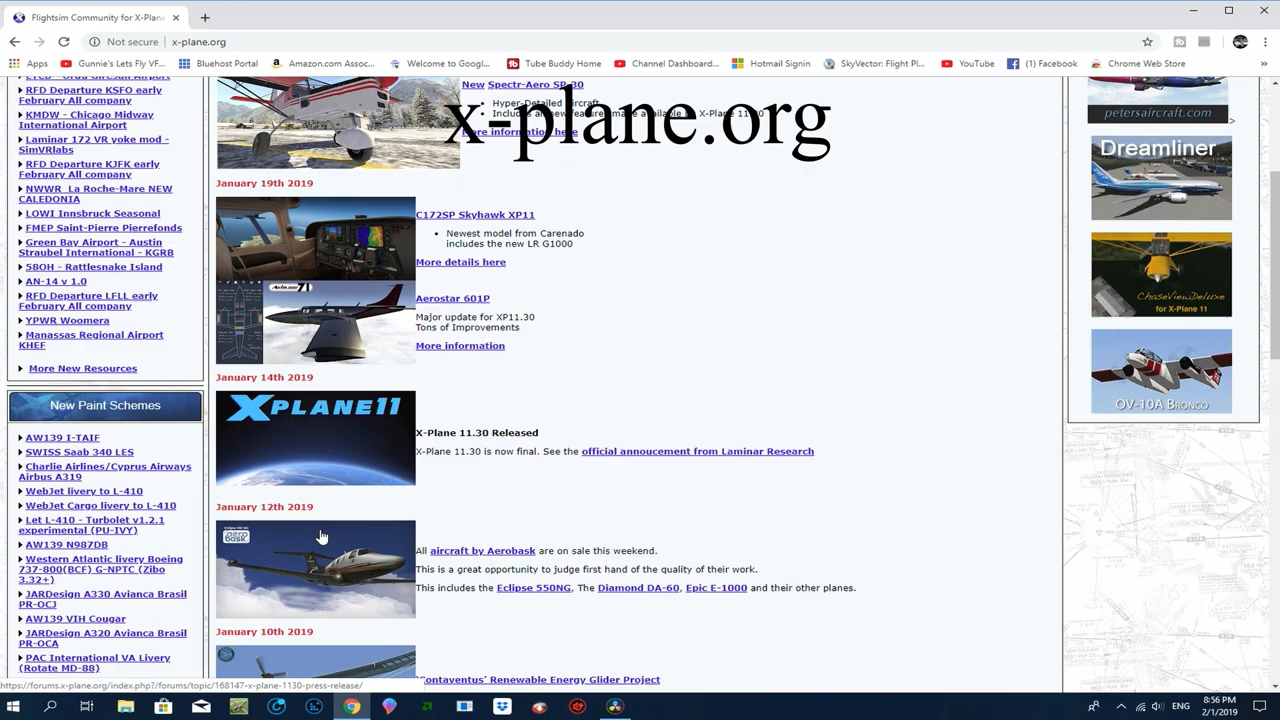 Flightsim Community for X-Plane
Not secure | x-plane.org
Apps
Gunnie's Lets Fly VF...
Bluehost Portal
Amazon.com Assoc...
Welcome to Googl...
Tube Buddy Home
Channel Dashboard...
Hotmail Signin
SkyVector: Flight Pl...
YouTube
(1) Facebook
Chrome Web Store
x-plane.org
RFD Departure KSFO early
February All company
KMDW - Chicago Midway
International Airport
Laminar 172 VR yoke mod -
SimVRlabs
RFD Departure KJFK early
February All company
NWWR La Roche-Mare NEW
CALEDONIA
LOWI Innsbruck Seasonal
FMEP Saint-Pierre Pierrefonds
Green Bay Airport - Austin
Straubel International - KGRB
58OH - Rattlesnake Island
AN-14 v 1.0
RFD Departure LFLL early
February All company
YPWR Woomera
Manassas Regional Airport
KHEF
More New Resources
New Paint Schemes
AW139 I-TAIF
SWISS Saab 340 LES
Charlie Airlines/Cyprus Airways
Airbus A319
WebJet livery to L-410
WebJet Cargo livery to L-410
Let L-410 - Turbolet v1.2.1
experimental (PU-IVY)
AW139 N987DB
Western Atlantic livery Boeing
737-800(BCF) G-NPTC (Zibo
3.32+)
JARDesign A330 Avianca Brasil
PR-OCJ
AW139 VIH Cougar
JARDesign A320 Avianca Brasil
PR-OCA
PAC International VA Livery
(Rotate MD-88)
New Spectr-Aero SP-30
Hyper-Detailed aircraft
More information here
January 19th 2019
C172SP Skyhawk XP11
Newest model from Carenado
includes the new LR G1000
More details here
Aerostar 601P
Major update for XP11.30
Tons of Improvements
More information
January 14th 2019
XPLANE11
X-Plane 11.30 Released
X-Plane 11.30 is now final. See the official annoucement from Laminar Research
January 12th 2019
All aircraft by Aerobask are on sale this weekend.
This is a great opportunity to judge first hand of the quality of their work.
This includes the Eclipse 550NG, The Diamond DA-60, Epic E-1000 and their other planes.
January 10th 2019
Renewable Energy Glider Project
petersaircraft.com
>
Dreamliner
ChaseViewDeluxe
for X-Plane 11
OV-10A BRONCO
https://forums.x-plane.org/index.php?/forums/topic/168147-x-plane-1130-press-release/
ENG
8:56 PM
2/1/2019